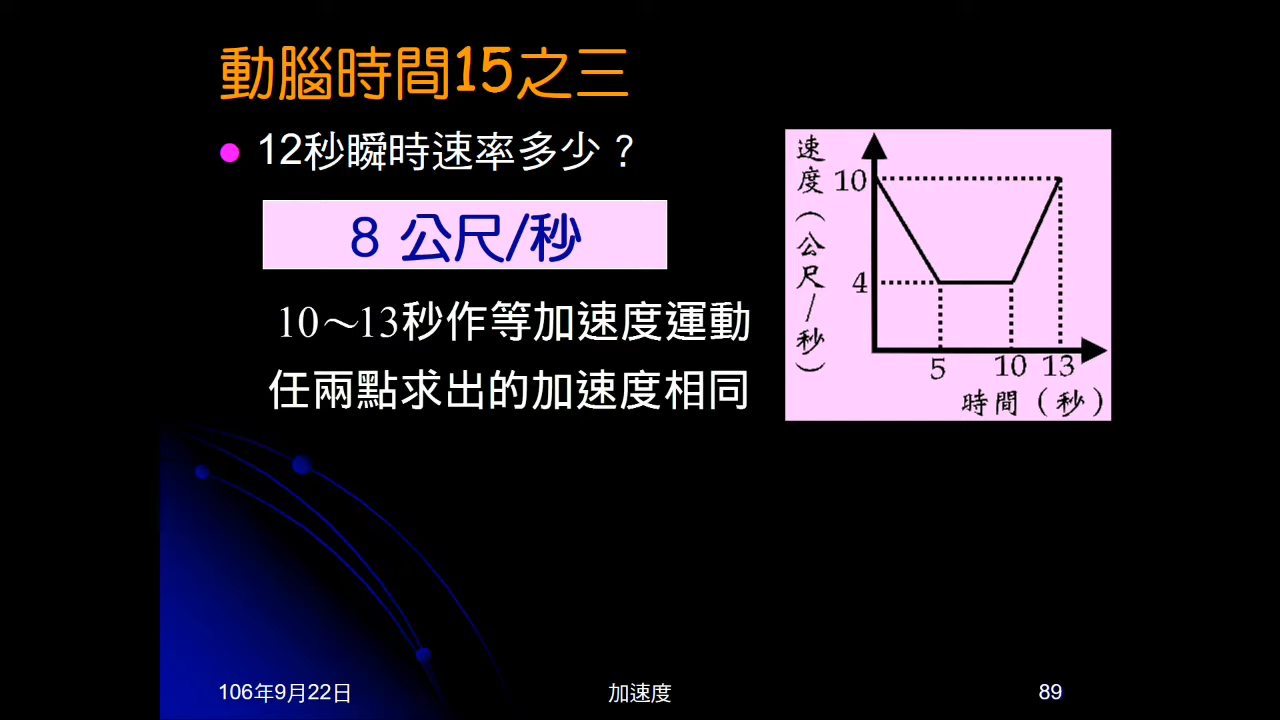 動腦時間15之三
12秒瞬時速率多少？
8 公尺/秒
10～13秒作等加速度運動
任兩點求出的加速度相同
速度（公尺/秒）
10
4
5 10 13
時間（秒）
106年9月22日 加速度 89